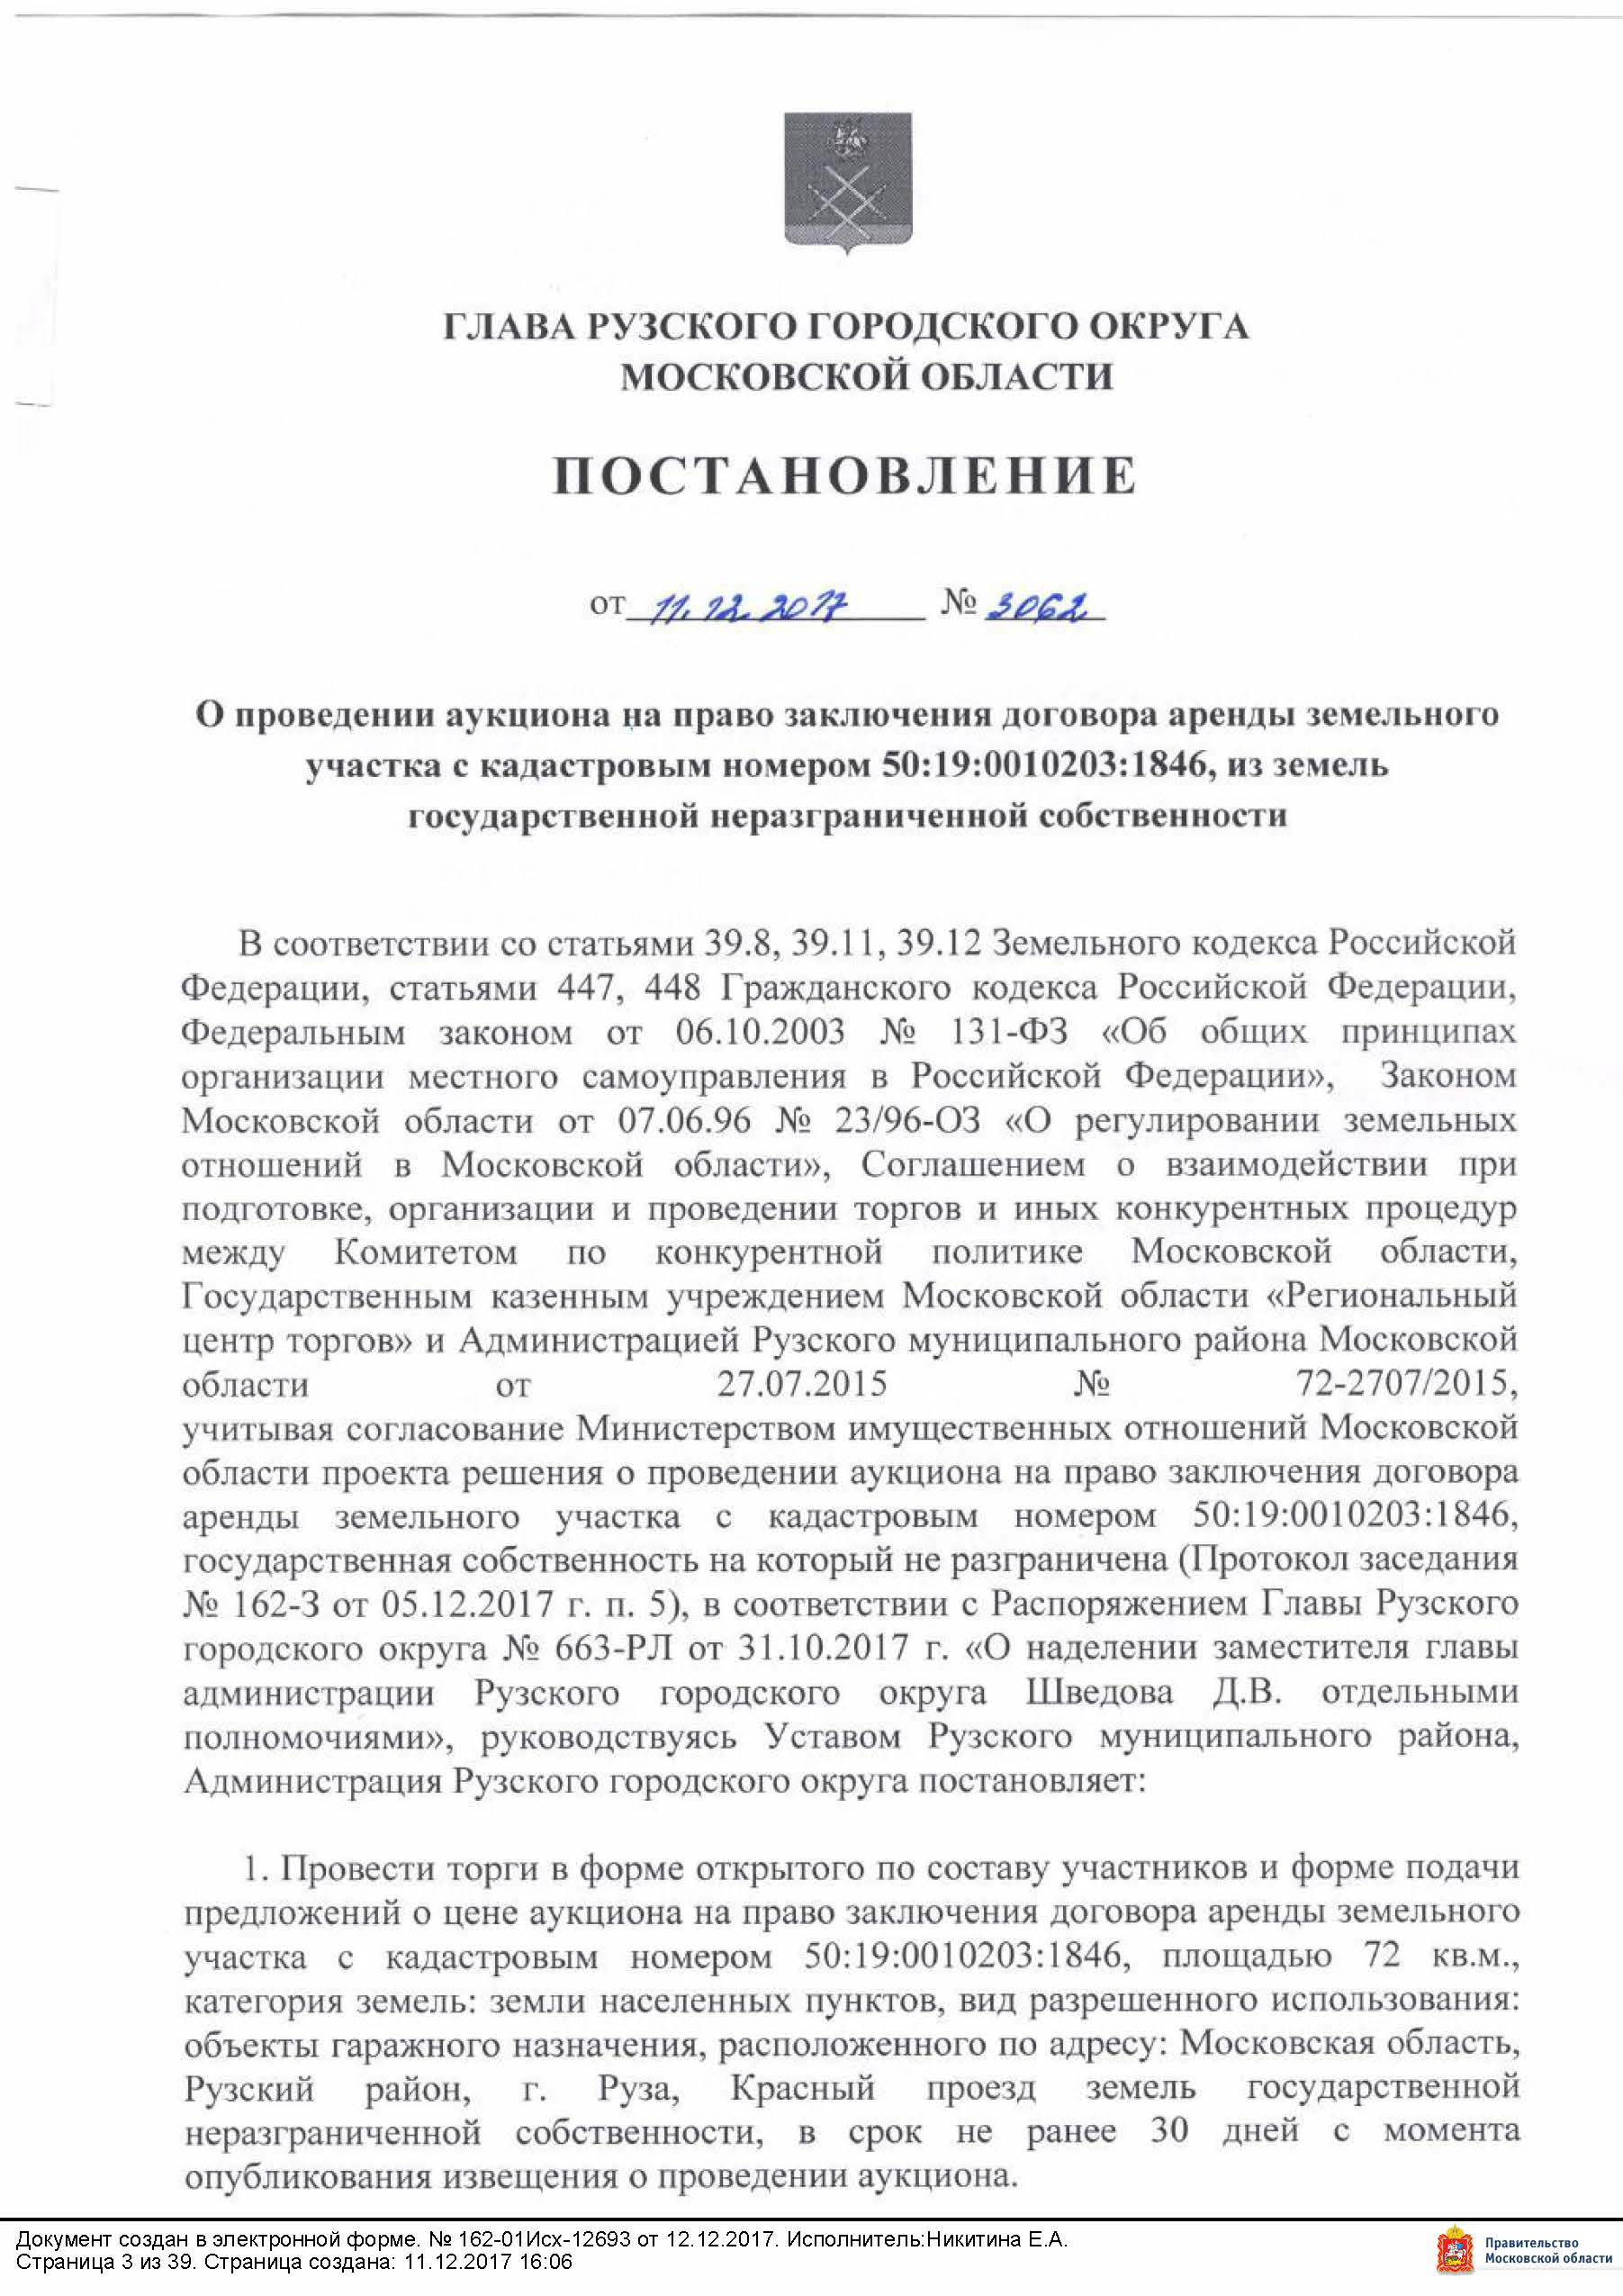 ГЛАВА РУЗСКОГО ГОРОДСКОГО ОКРУГА
МОСКОВСКОЙ ОБЛАСТИ
ПОСТАНОВЛЕНИЕ
от 11.12.2017 № 3062
О проведении аукциона на право заключения договора аренды земельного
участка с кадастровым номером 50:19:0010203:1846, из земель
государственной неразграниченной собственности
В соответствии со статьями 39.8, 39.11, 39.12 Земельного кодекса Российской
Федерации, статьями 447, 448 Гражданского кодекса Российской Федерации,
Федеральным законом от 06.10.2003 № 131-ФЗ «Об общих принципах
организации местного самоуправления в Российской Федерации», Законом
Московской области от 07.06.96 № 23/96-ОЗ «О регулировании земельных
отношений в Московской области», Соглашением о взаимодействии при
подготовке, организации и проведении торгов и иных конкурентных процедур
между Комитетом по конкурентной политике Московской области,
Государственным казенным учреждением Московской области «Региональный
центр торгов» и Администрацией Рузского муниципального района Московской
области от 27.07.2015 № 72-2707/2015,
учитывая согласование Министерством имущественных отношений Московской
области проекта решения о проведении аукциона на право заключения договора
аренды земельного участка с кадастровым номером 50:19:0010203:1846,
государственная собственность на который не разграничена (Протокол заседания
№ 162-З от 05.12.2017 г. п. 5), в соответствии с Распоряжением Главы Рузского
городского округа № 663-РЛ от 31.10.2017 г. «О наделении заместителя главы
администрации Рузского городского округа Шведова Д.В. отдельными
полномочиями», руководствуясь Уставом Рузского муниципального района,
Администрация Рузского городского округа постановляет:
1. Провести торги в форме открытого по составу участников и форме подачи
предложений о цене аукциона на право заключения договора аренды земельного
участка с кадастровым номером 50:19:0010203:1846, площадью 72 кв.м.,
категория земель: земли населенных пунктов, вид разрешенного использования:
объекты гаражного назначения, расположенного по адресу: Московская область,
Рузский район, г. Руза, Красный проезд земель государственной
неразграниченной собственности, в срок не ранее 30 дней с момента
опубликования извещения о проведении аукциона.
Документ создан в электронной форме. № 162-01Исх-12693 от 12.12.2017. Исполнитель:Никитина Е.А.
Страница 3 из 39. Страница создана: 11.12.2017 16:06
Правительство
Московской области